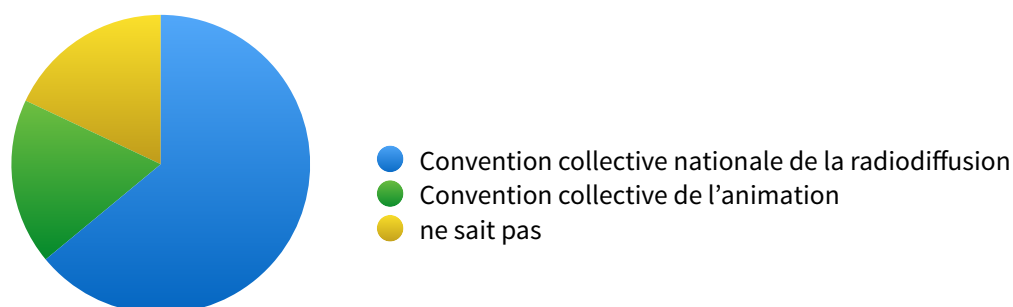 Convention collective nationale de la radiodiffusion
Convention collective de l’animation
ne sait pas